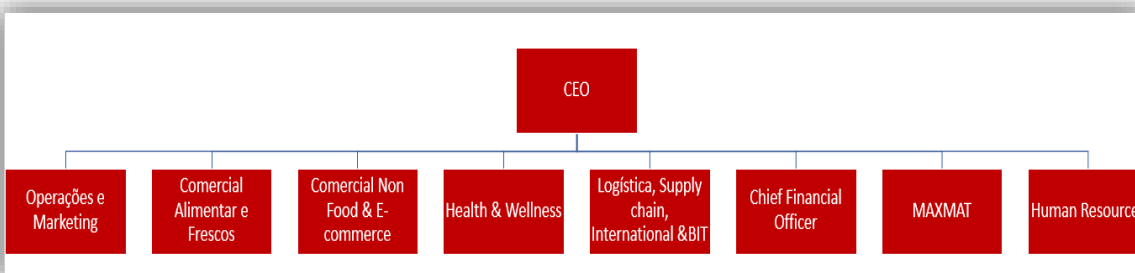 CEO
Operações e
Marketing
Comercial
Alimentar e
Frescos
Comercial Non
Food & E-
commerce
Health & Wellness
Logística, Supply
chain,
International &BIT
Chief Financial
Officer
MAXMAT
Human Resource